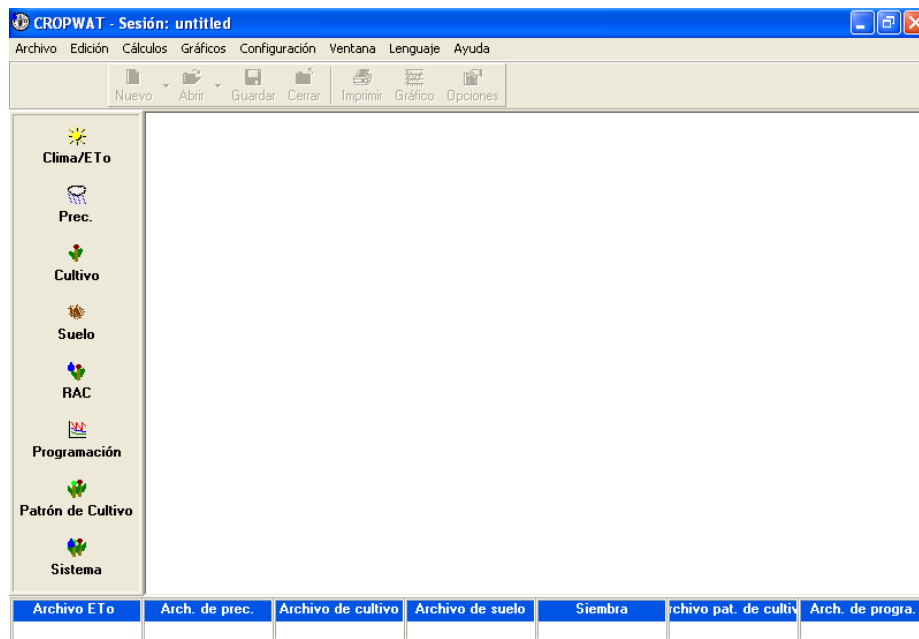 CROPWAT - Sesión: untitled
Archivo Edición Cálculos Gráficos Configuración Ventana Lenguaje Ayuda
Nuevo Abrir Guardar Cerrar Imprimir Gráfico Opciones
Clima/ETo
Prec.
Cultivo
Suelo
RAC
Programación
Patrón de Cultivo
Sistema
Archivo ETo Arch. de prec. Archivo de cultivo Archivo de suelo Siembra rchivo pat. de cultiv Arch. de progra.